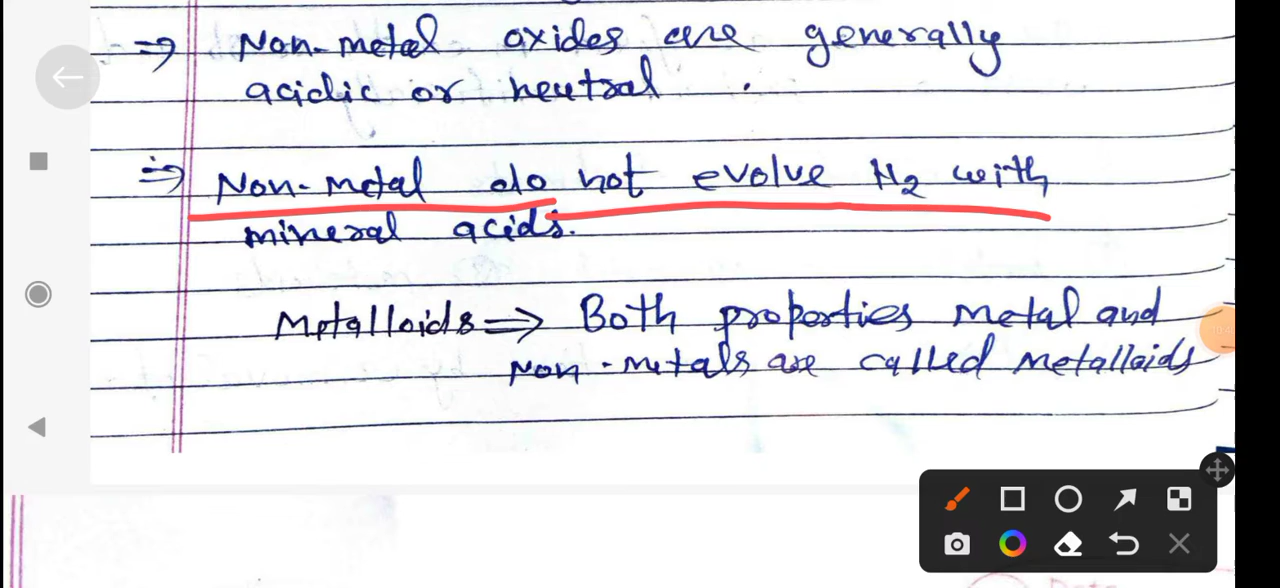 ⇒ Non-metal oxides are generally
acidic or neutral .
⇒ Non-metal do not evolve H2 with
mineral acids.
Metalloids ⇒ Both properties metal and
Non-metals are called Metalloids